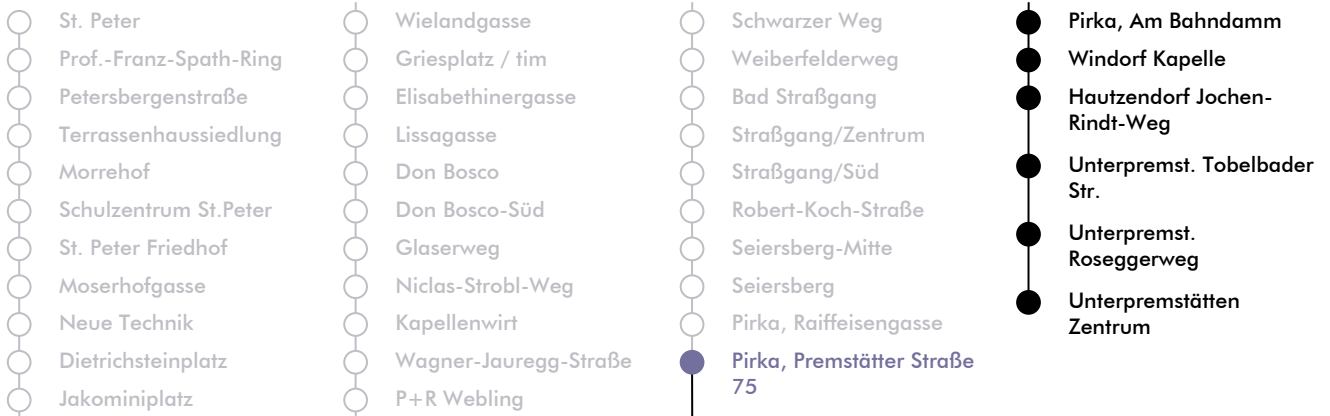 St. Peter
Prof.-Franz-Spath-Ring
Petersbergenstraße
Terrassenhaussiedlung
Morrehof
Schulzentrum St.Peter
St. Peter Friedhof
Moserhofgasse
Neue Technik
Dietrichsteinplatz
Jakominiplatz
Wielandgasse
Griesplatz / tim
Elisabethinergasse
Lissagasse
Don Bosco
Don Bosco-Süd
Glaserweg
Niclas-Strobl-Weg
Kapellenwirt
Wagner-Jauregg-Straße
P+R Webling
Schwarzer Weg
Weiberfelderweg
Bad Straßgang
Straßgang/Zentrum
Straßgang/Süd
Robert-Koch-Straße
Seiersberg-Mitte
Seiersberg
Pirka, Raiffeisengasse
Pirka, Premstätter Straße
75
Pirka, Am Bahndamm
Windorf Kapelle
Hautzendorf Jochen-
Rindt-Weg
Unterpremst. Tobelbader
Str.
Unterpremst.
Roseggerweg
Unterpremstätten
Zentrum